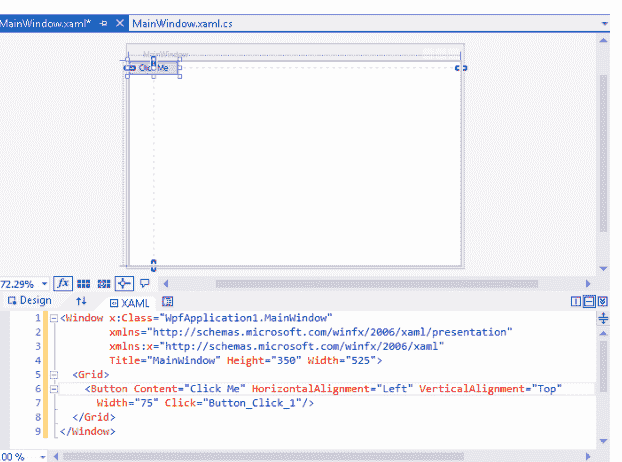 MainWindow.xaml* MainWindow.xaml.cs
MainWindow
Click Me
72.29%
Design XAML
1 <Window x:Class="WpfApplication1.MainWindow"
2 xmlns="http://schemas.microsoft.com/winfx/2006/xaml/presentation"
3 xmlns:x="http://schemas.microsoft.com/winfx/2006/xaml"
4 Title="MainWindow" Height="350" Width="525">
5 <Grid>
6 <Button Content="Click Me" HorizontalAlignment="Left" VerticalAlignment="Top"
7 Width="75" Click="Button_Click_1"/>
8 </Grid>
9 </Window>
00 %